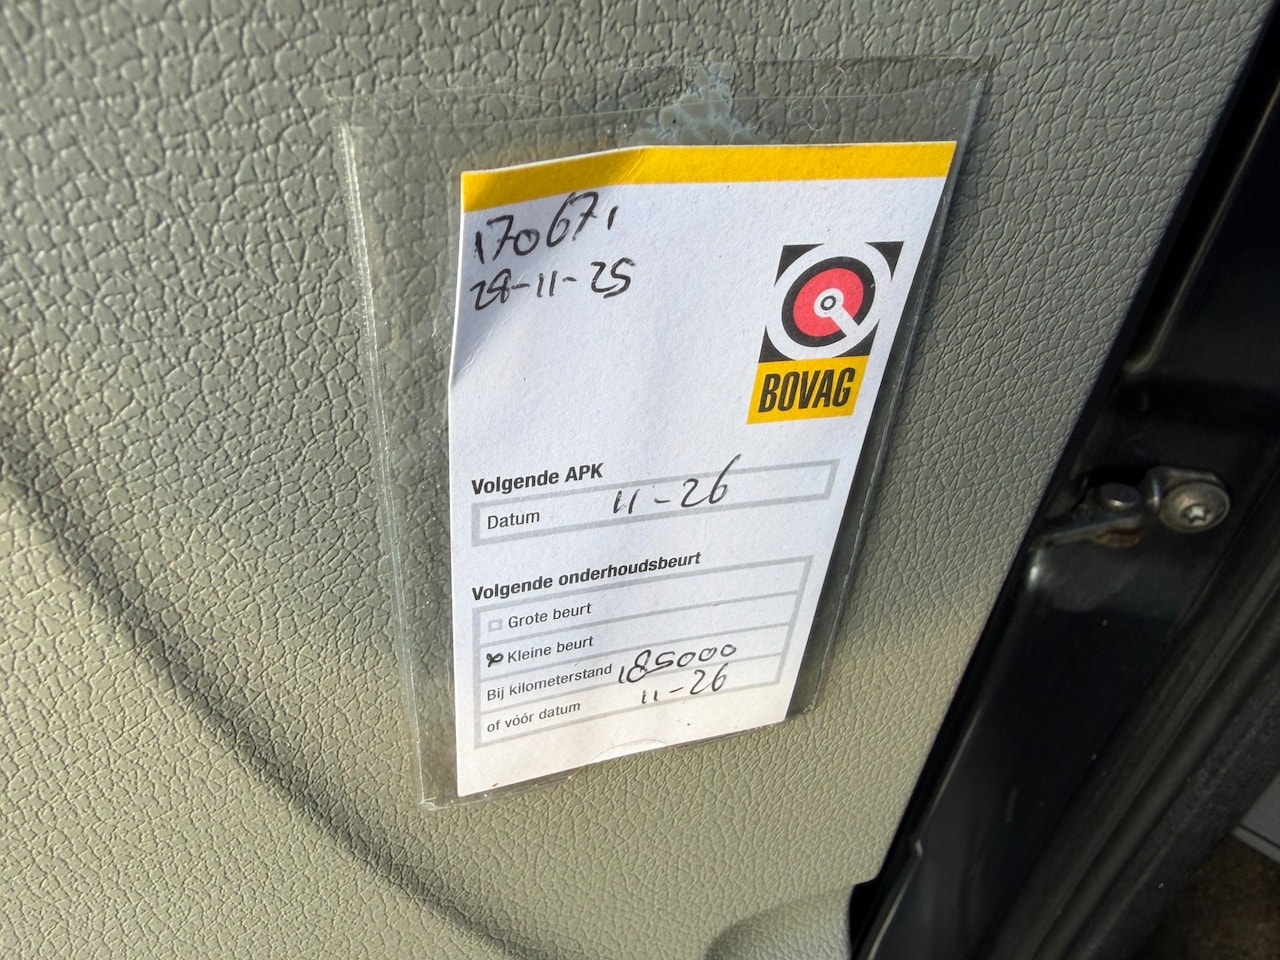 170671
28-11-25
BOVAG
Volgende APK
Datum 11-26
Volgende onderhoudsbeurt
Grote beurt
Kleine beurt
Bij kilometerstand 185000
of vóór datum 11-26